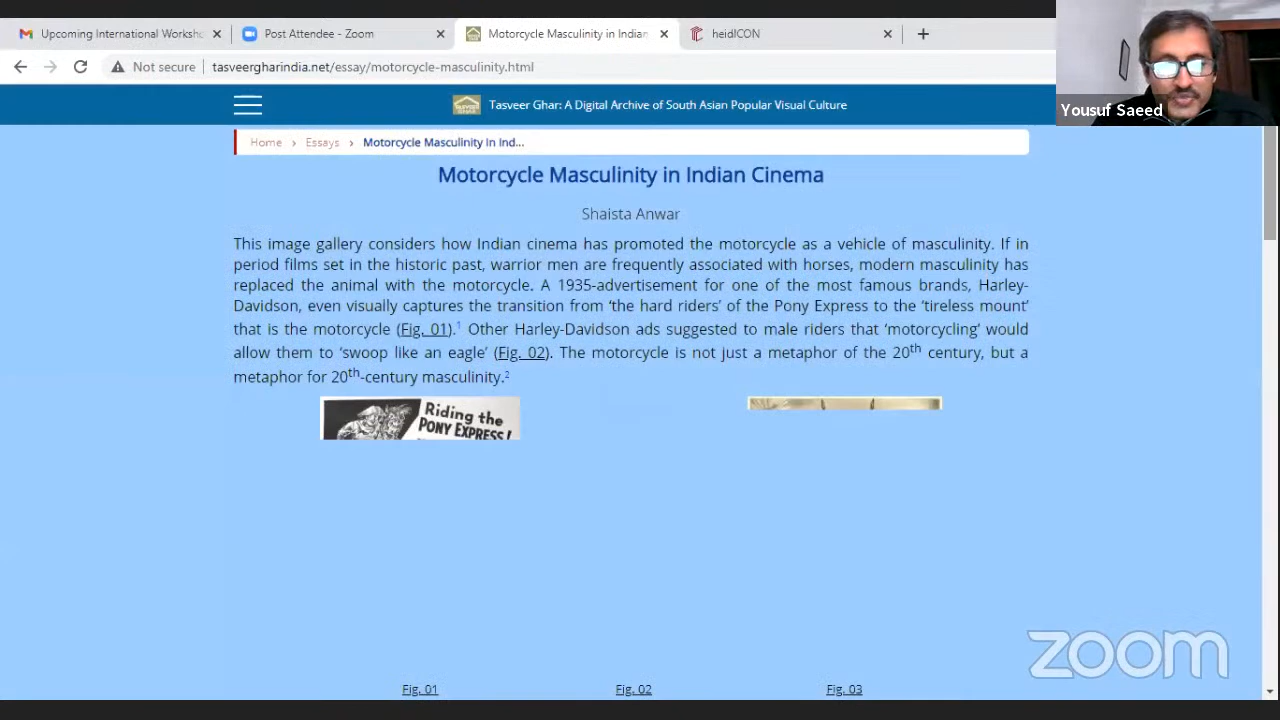 Upcoming International Worksho
Post Attendee - Zoom
Motorcycle Masculinity in Indian
heidICON
Not secure
tasveergharindia.net/essay/motorcycle-masculinity.html
Yousuf Saeed
Tasveer Ghar: A Digital Archive of South Asian Popular Visual Culture
Home › Essays › Motorcycle Masculinity In Ind...
Motorcycle Masculinity in Indian Cinema
Shaista Anwar
This image gallery considers how Indian cinema has promoted the motorcycle as a vehicle of masculinity. If in
period films set in the historic past, warrior men are frequently associated with horses, modern masculinity has
replaced the animal with the motorcycle. A 1935-advertisement for one of the most famous brands, Harley-
Davidson, even visually captures the transition from ‘the hard riders’ of the Pony Express to the ‘tireless mount’
that is the motorcycle (Fig. 01).1 Other Harley-Davidson ads suggested to male riders that ‘motorcycling’ would
allow them to ‘swoop like an eagle’ (Fig. 02). The motorcycle is not just a metaphor of the 20th century, but a
metaphor for 20th-century masculinity.2
Riding the
PONY EXPRESS!
zoom
Fig. 01
Fig. 02
Fig. 03